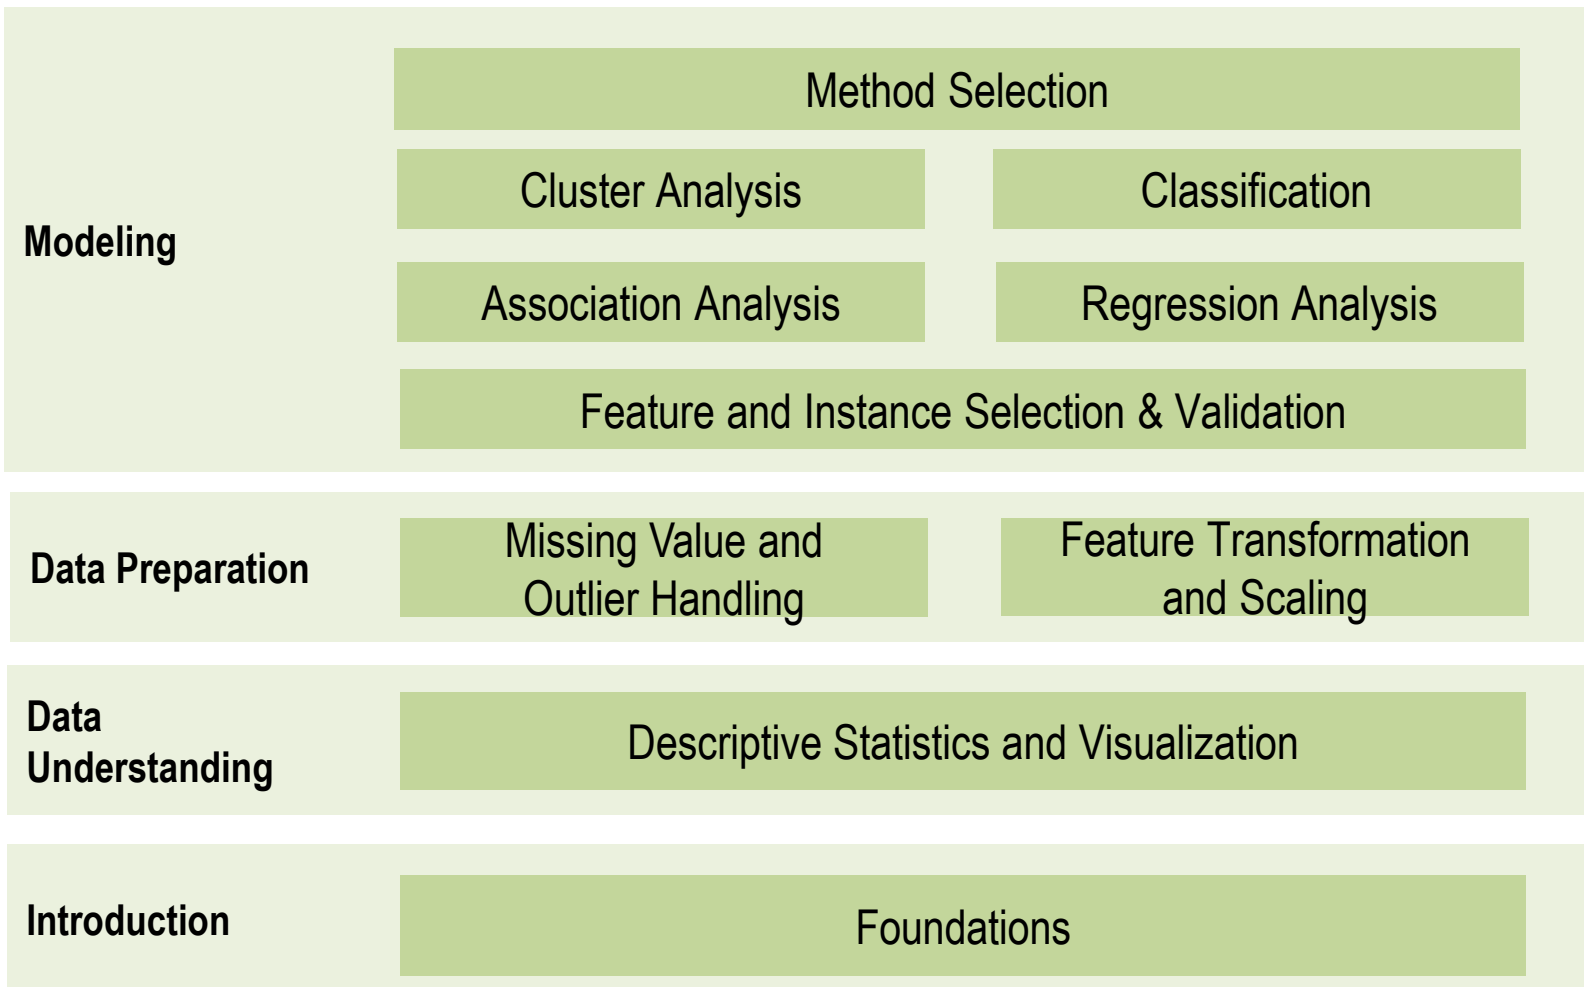 Modeling
Method Selection
Cluster Analysis
Classification
Association Analysis
Regression Analysis
Feature and Instance Selection & Validation
Data Preparation
Missing Value and
Outlier Handling
Feature Transformation
and Scaling
Data
Understanding
Descriptive Statistics and Visualization
Introduction
Foundations